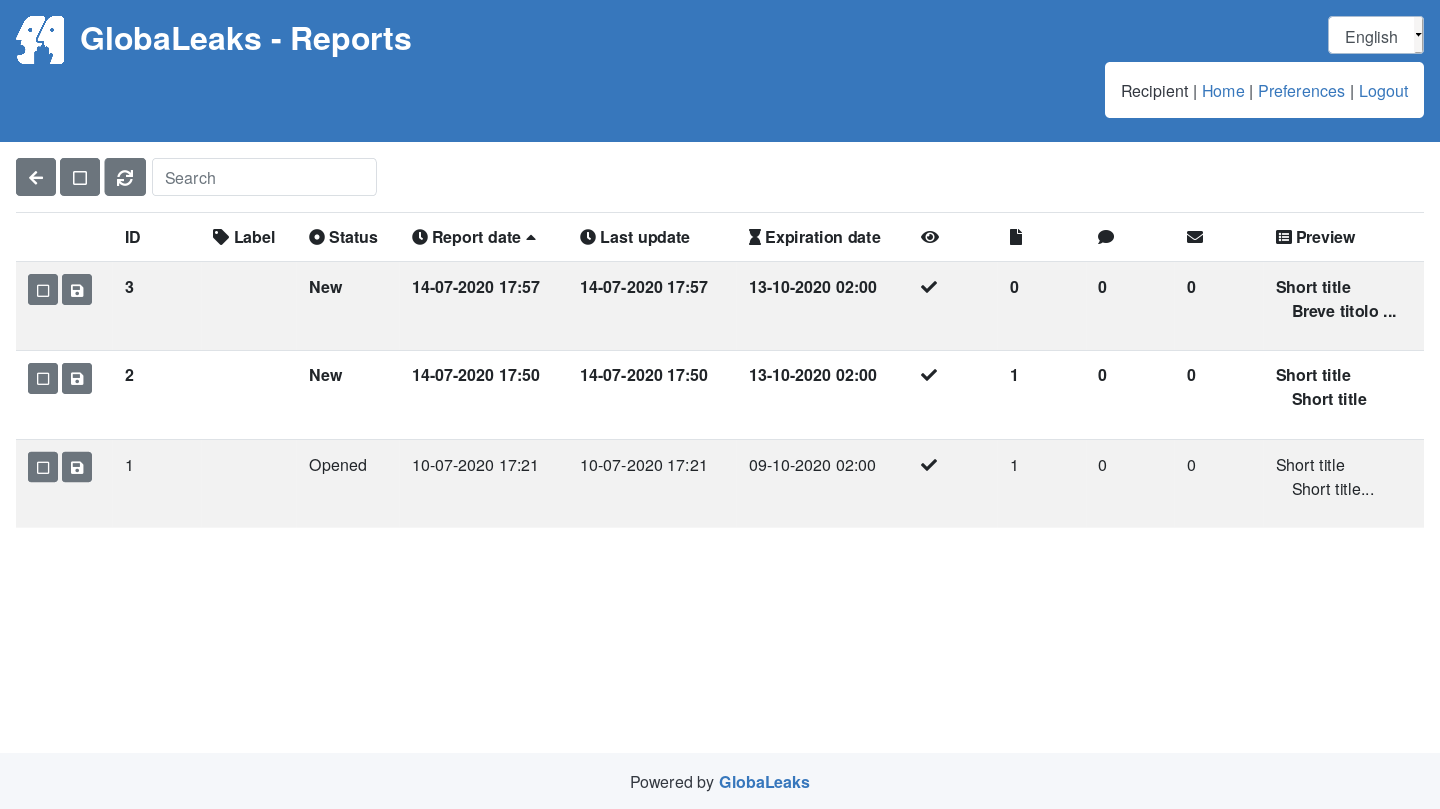 GlobaLeaks - Reports
English
Recipient | Home | Preferences | Logout
Search
ID Label Status Report date Last update Expiration date Preview
3 New 14-07-2020 17:57 14-07-2020 17:57 13-10-2020 02:00 0 0 0 Short title
Breve titolo ...
2 New 14-07-2020 17:50 14-07-2020 17:50 13-10-2020 02:00 1 0 0 Short title
Short title
1 Opened 10-07-2020 17:21 10-07-2020 17:21 09-10-2020 02:00 1 0 0 Short title
Short title...
Powered by GlobaLeaks